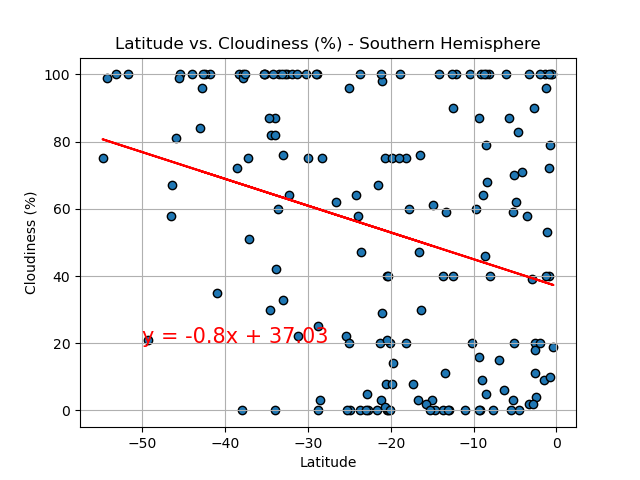 Latitude vs. Cloudiness (%) - Southern Hemisphere
100
80
60
40
20
0
Cloudiness (%)
y = -0.8x + 37.03
−50 −40 −30 −20 −10 0
Latitude